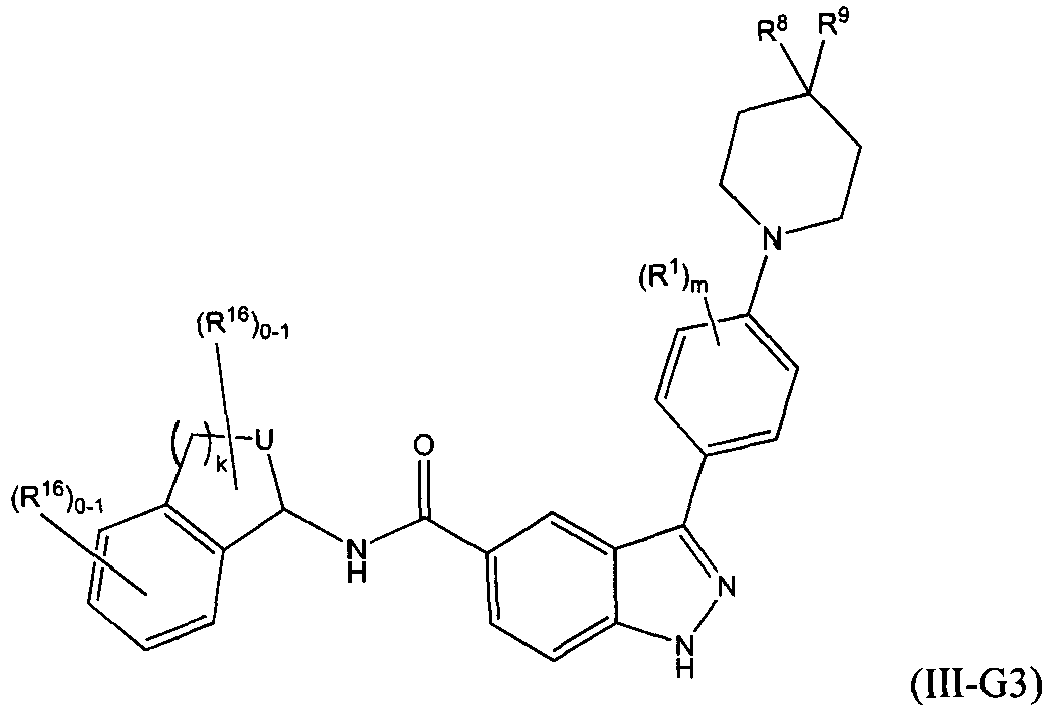 R⁸ R⁹
N
(R¹)m
(R¹⁶)₀₋₁
( )k U
O
(R¹⁶)₀₋₁
N
H
N
N
H
(III-G3)